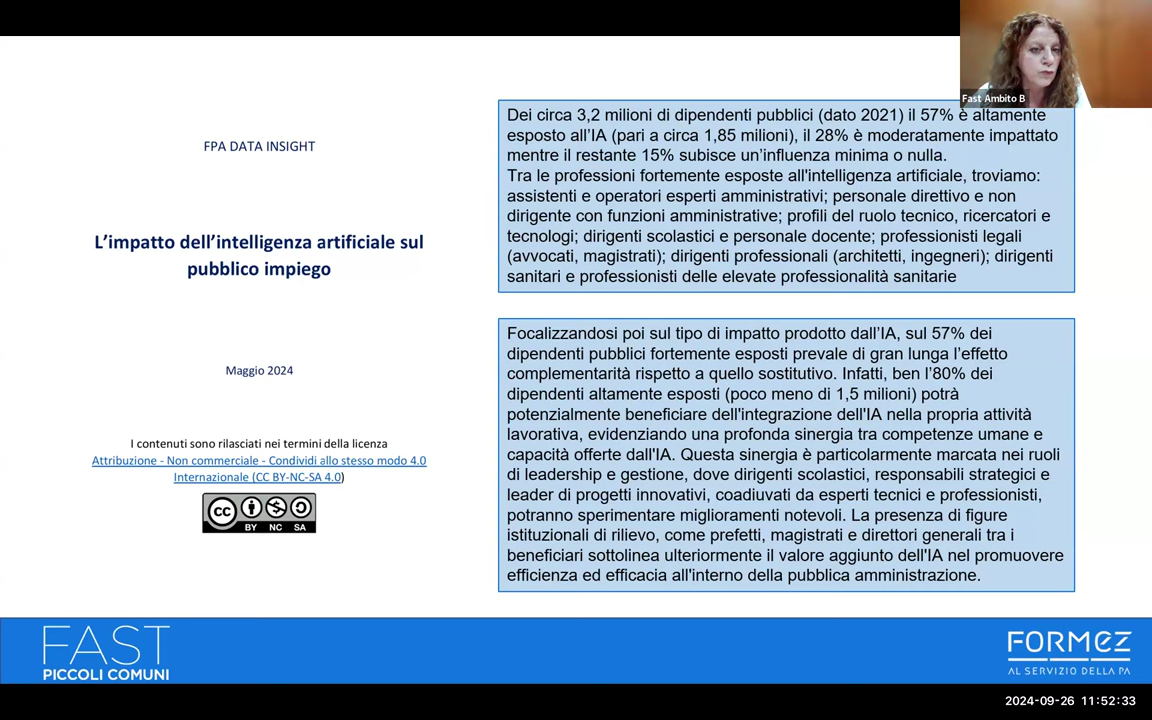 Fast Ambito B
FPA DATA INSIGHT
L’impatto dell’intelligenza artificiale sul
pubblico impiego
Maggio 2024
I contenuti sono rilasciati nei termini della licenza
Attribuzione - Non commerciale - Condividi allo stesso modo 4.0
Internazionale (CC BY-NC-SA 4.0)
cc
BY NC SA
Dei circa 3,2 milioni di dipendenti pubblici (dato 2021) il 57% è altamente
esposto all’IA (pari a circa 1,85 milioni), il 28% è moderatamente impattato
mentre il restante 15% subisce un’influenza minima o nulla.
Tra le professioni fortemente esposte all'intelligenza artificiale, troviamo:
assistenti e operatori esperti amministrativi; personale direttivo e non
dirigente con funzioni amministrative; profili del ruolo tecnico, ricercatori e
tecnologi; dirigenti scolastici e personale docente; professionisti legali
(avvocati, magistrati); dirigenti professionali (architetti, ingegneri); dirigenti
sanitari e professionisti delle elevate professionalità sanitarie
Focalizzandosi poi sul tipo di impatto prodotto dall’IA, sul 57% dei
dipendenti pubblici fortemente esposti prevale di gran lunga l’effetto
complementarità rispetto a quello sostitutivo. Infatti, ben l’80% dei
dipendenti altamente esposti (poco meno di 1,5 milioni) potrà
potenzialmente beneficiare dell'integrazione dell'IA nella propria attività
lavorativa, evidenziando una profonda sinergia tra competenze umane e
capacità offerte dall'IA. Questa sinergia è particolarmente marcata nei ruoli
di leadership e gestione, dove dirigenti scolastici, responsabili strategici e
leader di progetti innovativi, coadiuvati da esperti tecnici e professionisti,
potranno sperimentare miglioramenti notevoli. La presenza di figure
istituzionali di rilievo, come prefetti, magistrati e direttori generali tra i
beneficiari sottolinea ulteriormente il valore aggiunto dell'IA nel promuovere
efficienza ed efficacia all'interno della pubblica amministrazione.
FAST
PICCOLI COMUNI
FORMEZ
AL SERVIZIO DELLA PA
2024-09-26 11:52:33